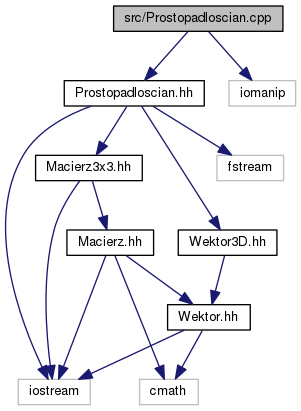 src/Prostopadloscian.cpp
Prostopadloscian.hh
iomanip
Macierz3x3.hh
fstream
Macierz.hh
Wektor3D.hh
Wektor.hh
iostream
cmath